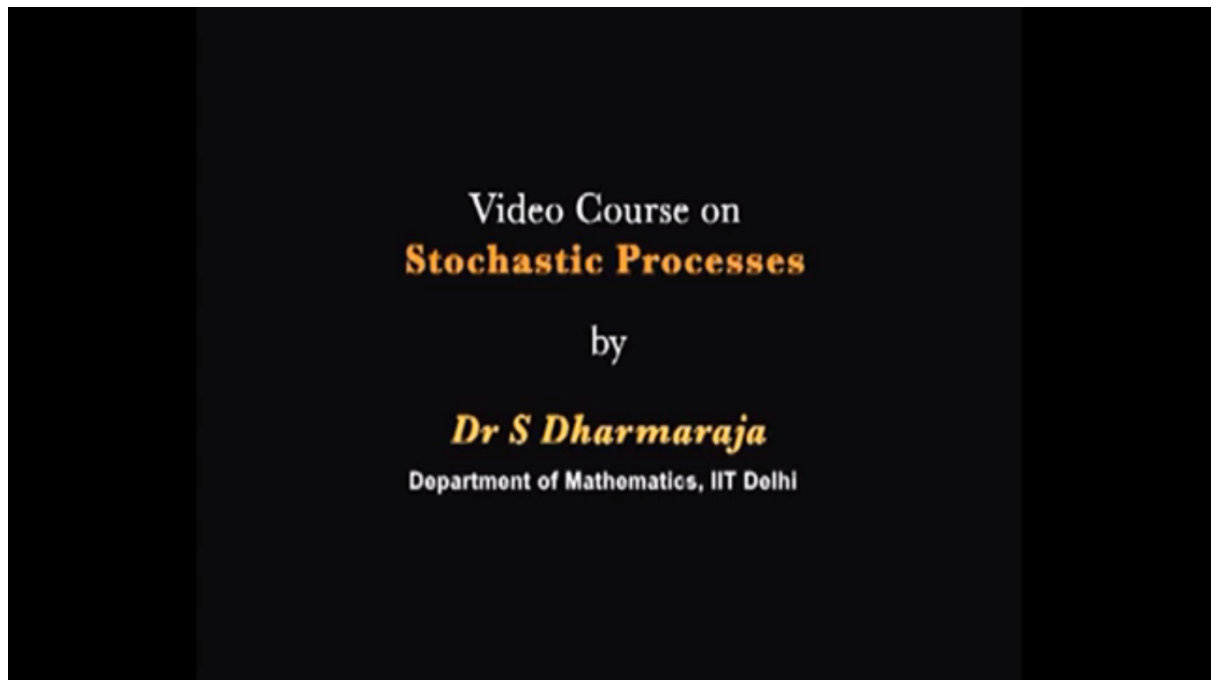 Video Course on
Stochastic Processes
by
Dr S Dharmaraja
Department of Mathematics, IIT Delhi